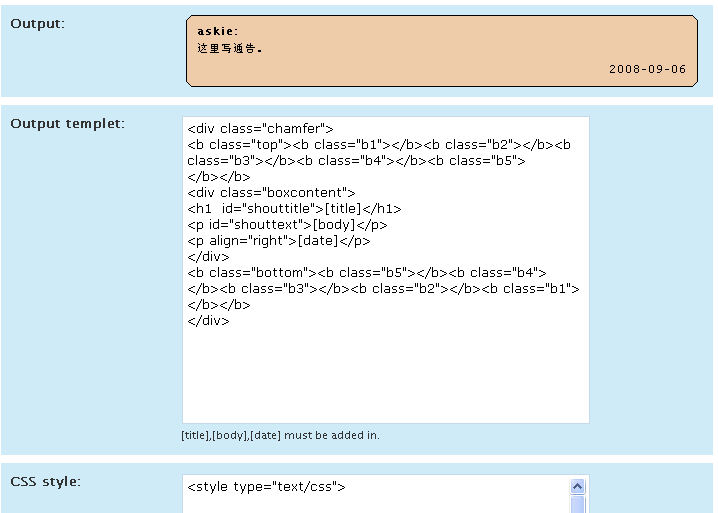 Output:
askie:
这里写通告。
2008-09-06
Output templet:
<div class="chamfer">
<b class="top"><b class="b1"></b><b class="b2"></b><b
class="b3"></b><b class="b4"></b><b class="b5">
</b></b>
<div class="boxcontent">
<h1  id="shouttitle">[title]</h1>
<p id="shouttext">[body]</p>
<p align="right">[date]</p>
</div>
<b class="bottom"><b class="b5"></b><b class="b4">
</b><b class="b3"></b><b class="b2"></b><b class="b1">
</b></b>
</div>
[title],[body],[date] must be added in.
CSS style:
<style type="text/css">